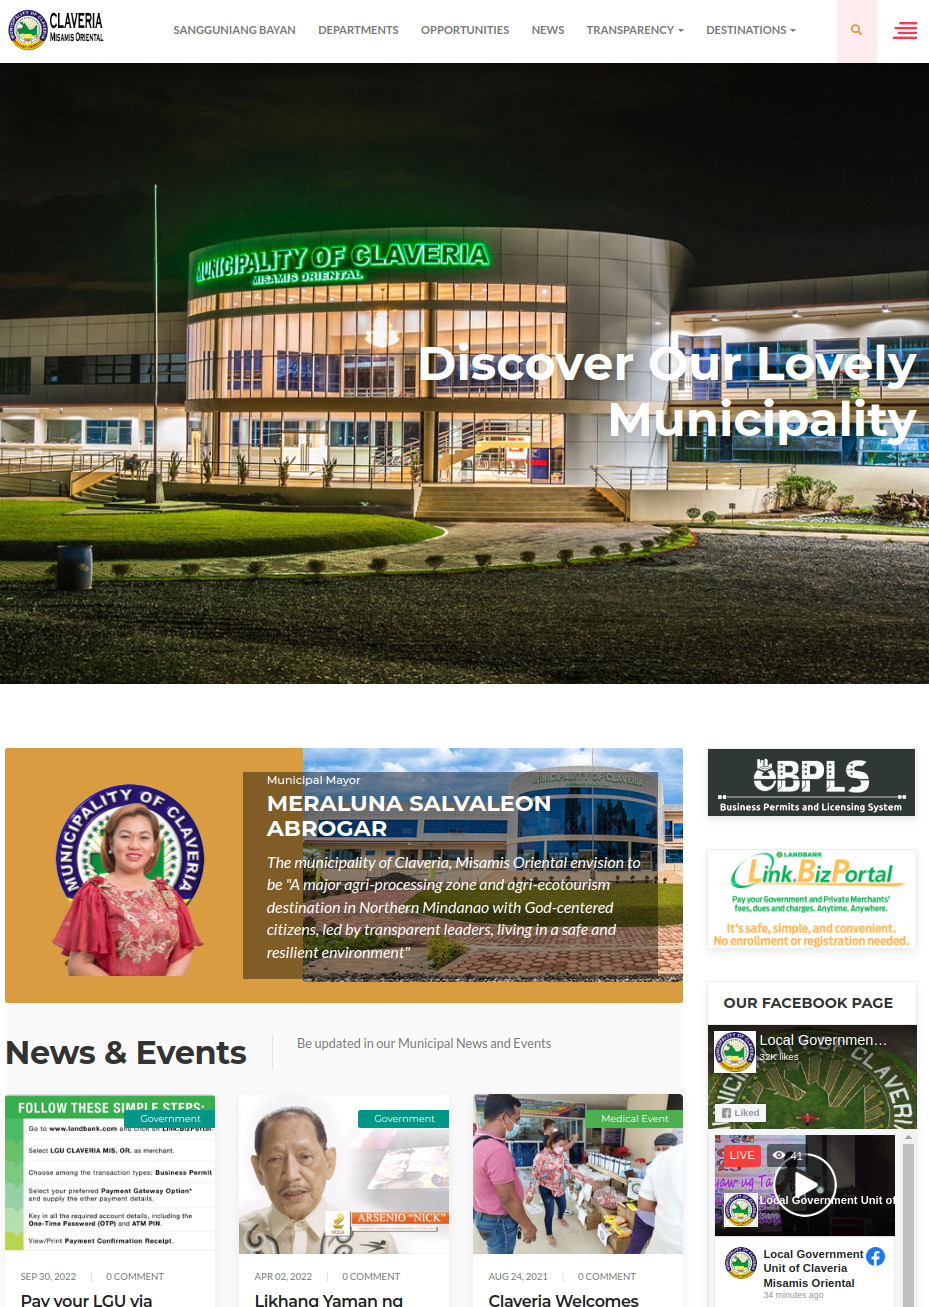 CLAVERIA
MISAMIS ORIENTAL
SANGGUNIANG BAYAN
DEPARTMENTS
OPPORTUNITIES
NEWS
TRANSPARENCY
DESTINATIONS
MUNICIPALITY OF CLAVERIA
MISAMIS ORIENTAL
Discover Our Lovely
Municipality
MUNICIPALITY OF CLAVERIA
Municipal Mayor
MERALUNA SALVALEON
ABROGAR
The municipality of Claveria, Misamis Oriental envision to
be "A major agri-processing zone and agri-ecotourism
destination in Northern Mindanao with God-centered
citizens, led by transparent leaders, living in a safe and
resilient environment"
MUNICIPALITY OF CLAVERIA
eBPLS
Business Permits and Licensing System
LANDBANK
Link.BizPortal
Pay your Government and Private Merchants'
fees, dues and charges. Anytime. Anywhere.
It's safe, simple, and convenient.
No enrollment or registration needed.
OUR FACEBOOK PAGE
Local Governmen...
32K likes
Liked
LIVE
41
Local Government Unit of
Local Government
Unit of Claveria
Misamis Oriental
34 minutes ago
News & Events
Be updated in our Municipal News and Events
FOLLOW THESE SIMPLE STEPS:
Government
Go to www.landbank.com and click on Link.BizPortal.
Select LGU CLAVERIA MIS. OR. as merchant.
Choose among the transaction types: Business Permit
Select your preferred Payment Gateway Option*
and supply the other payment details.
Key in all the required account details, including the
One-Time Password (OTP) and ATM PIN.
View/Print Payment Confirmation Receipt.
SEP 30, 2022
0 COMMENT
Pay your LGU via
Government
ARSENIO "NICK"
APR 02, 2022
0 COMMENT
Likhang Yaman ng
Medical Event
AUG 24, 2021
0 COMMENT
Claveria Welcomes